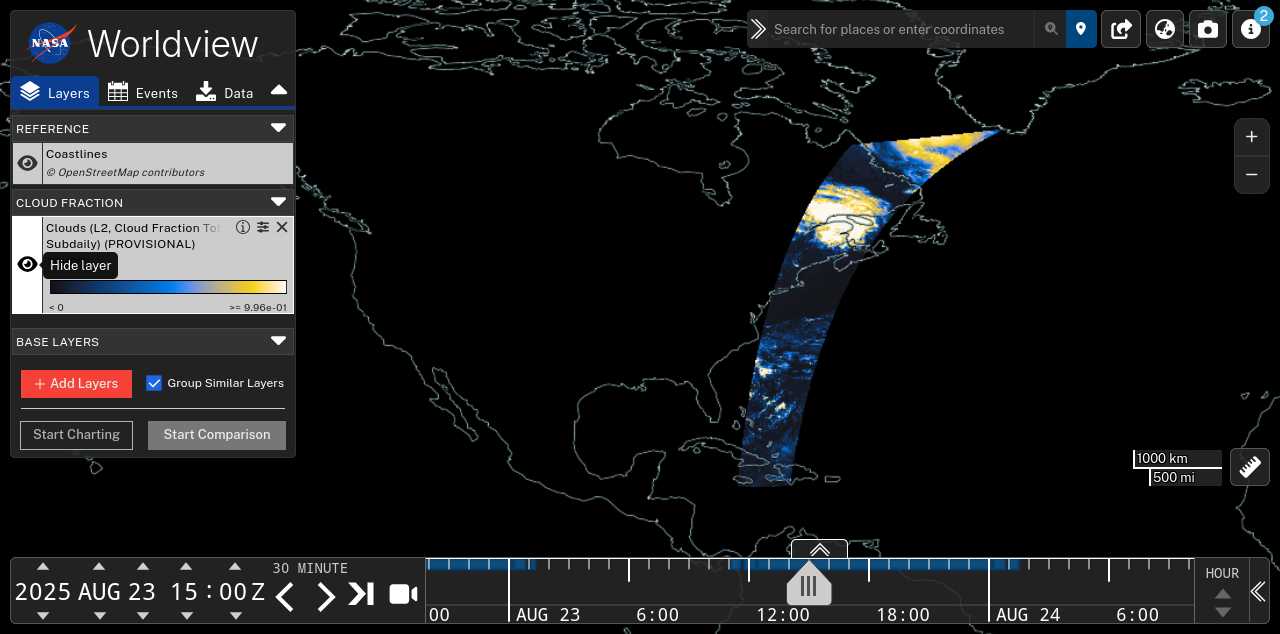 NASA
Worldview
Layers
Events
Data
REFERENCE
Coastlines
© OpenStreetMap contributors
CLOUD FRACTION
Clouds (L2, Cloud Fraction Tot
Subdaily) (PROVISIONAL)
Hide layer
< 0
>= 9.96e-01
BASE LAYERS
+ Add Layers
Group Similar Layers
Start Charting
Start Comparison
Search for places or enter coordinates
2
+
−
1000 km
500 mi
2025 AUG 23 15 : 00 Z
30 MINUTE
00
AUG 23
6:00
12:00
18:00
AUG 24
6:00
HOUR